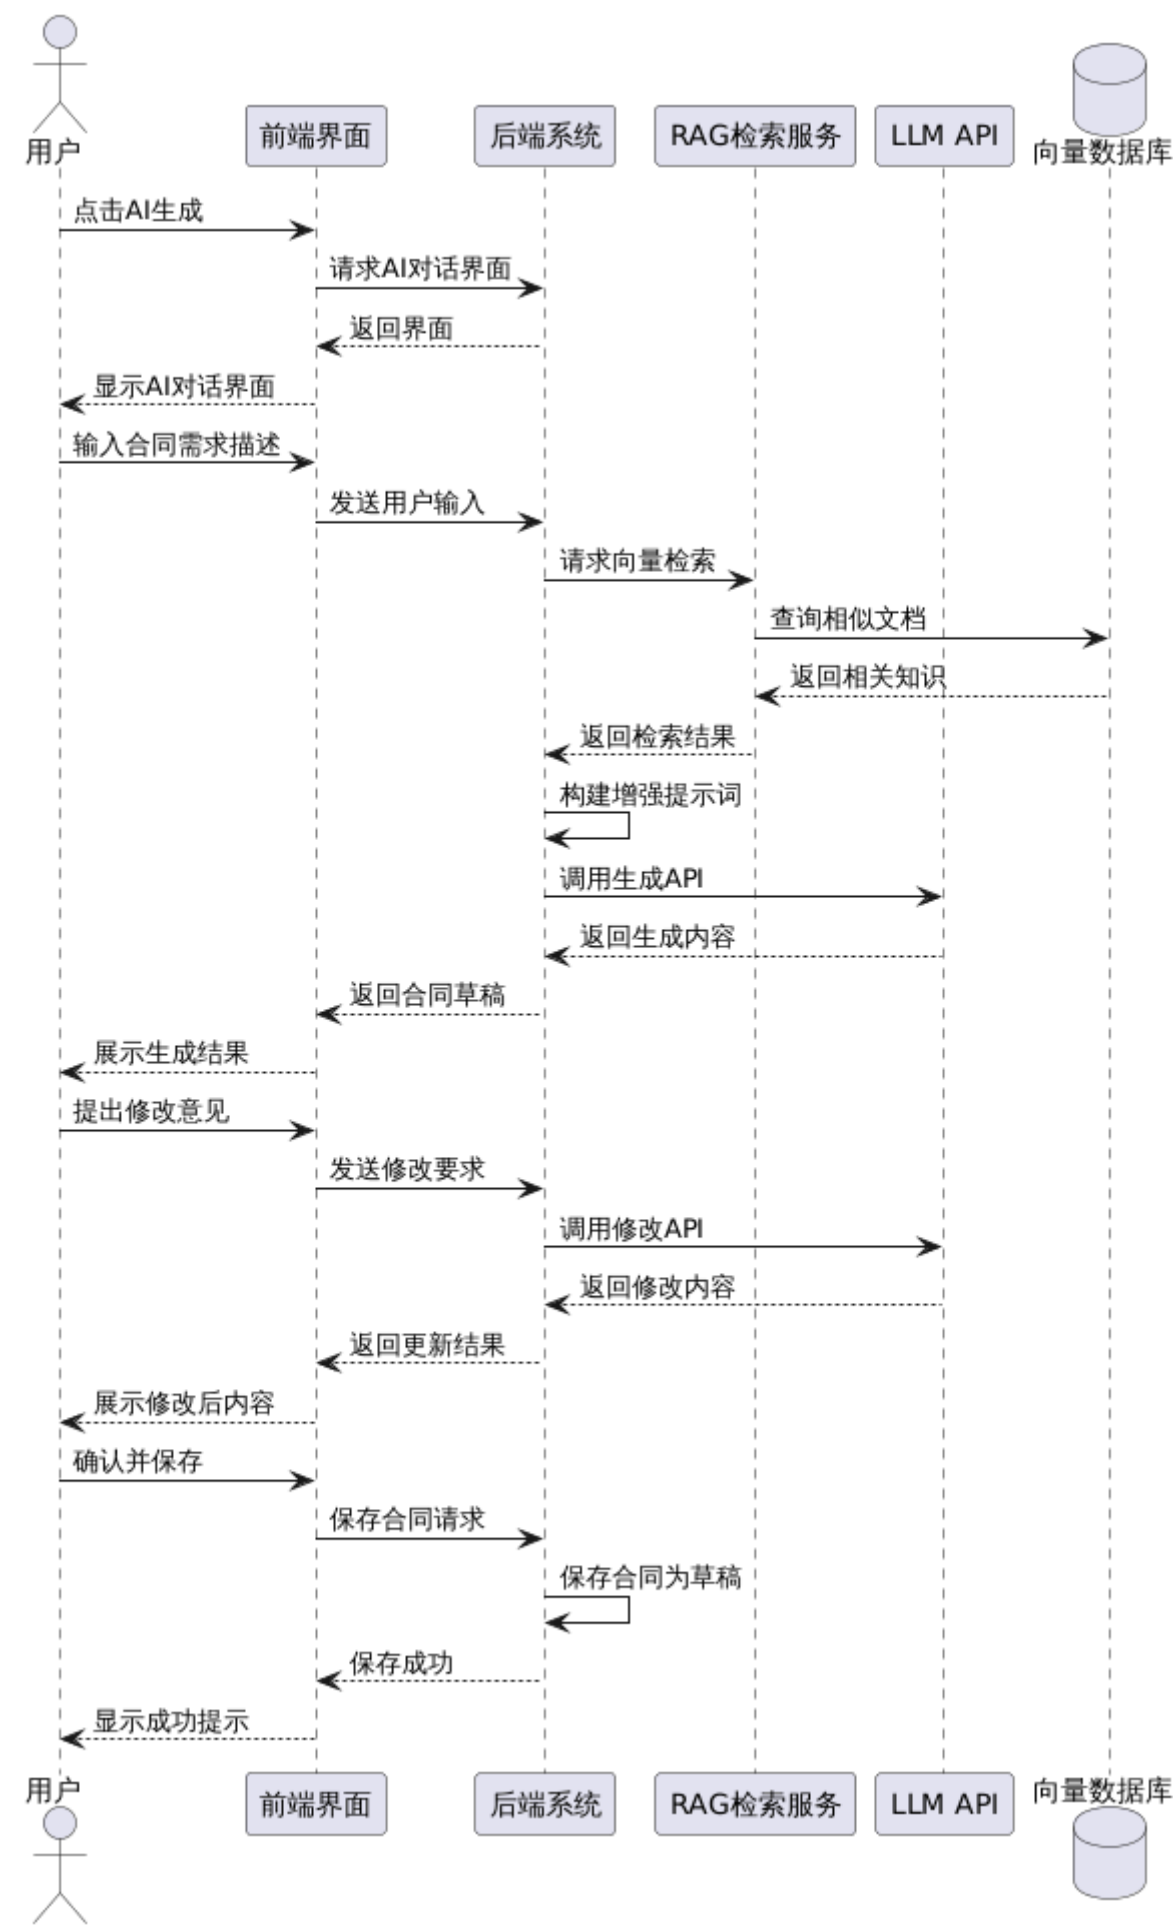 用户
前端界面
后端系统
RAG检索服务
LLM API
向量数据库
点击AI生成
请求AI对话界面
返回界面
显示AI对话界面
输入合同需求描述
发送用户输入
请求向量检索
查询相似文档
返回相关知识
返回检索结果
构建增强提示词
调用生成API
返回生成内容
返回合同草稿
展示生成结果
提出修改意见
发送修改要求
调用修改API
返回修改内容
返回更新结果
展示修改后内容
确认并保存
保存合同请求
保存合同为草稿
保存成功
显示成功提示
用户
前端界面
后端系统
RAG检索服务
LLM API
向量数据库